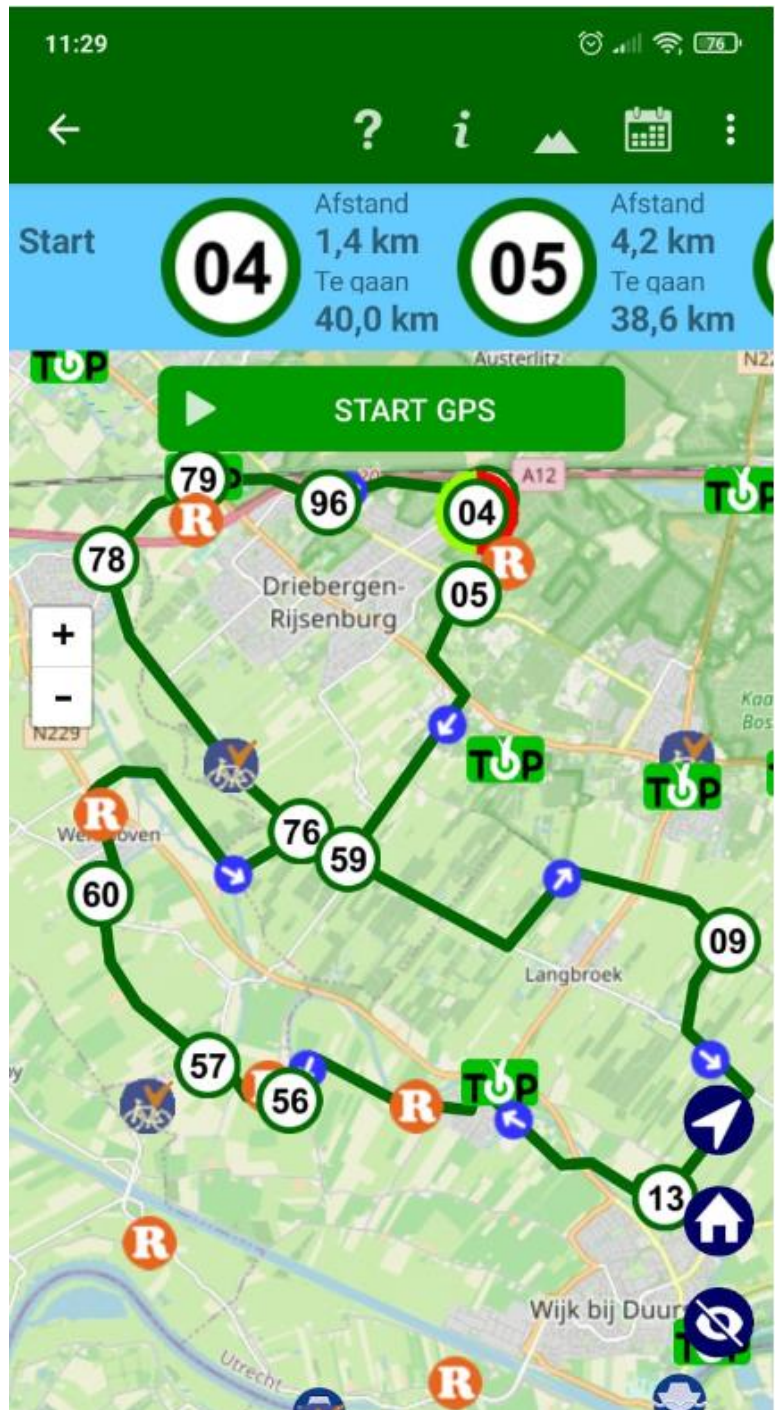 11:29
76
?
i
Start
04
Afstand
1,4 km
Te gaan
40,0 km
05
Afstand
4,2 km
Te gaan
38,6 km
TOP
Austerlitz
START GPS
79
96
04
A12
TOP
R
R
78
05
Driebergen-
Rijsenburg
+
-
N229
TOP
TOP
R
76
59
60
09
Langbroek
57
56
TOP
R
13
R
Wijk bij Duur
Utrecht
R